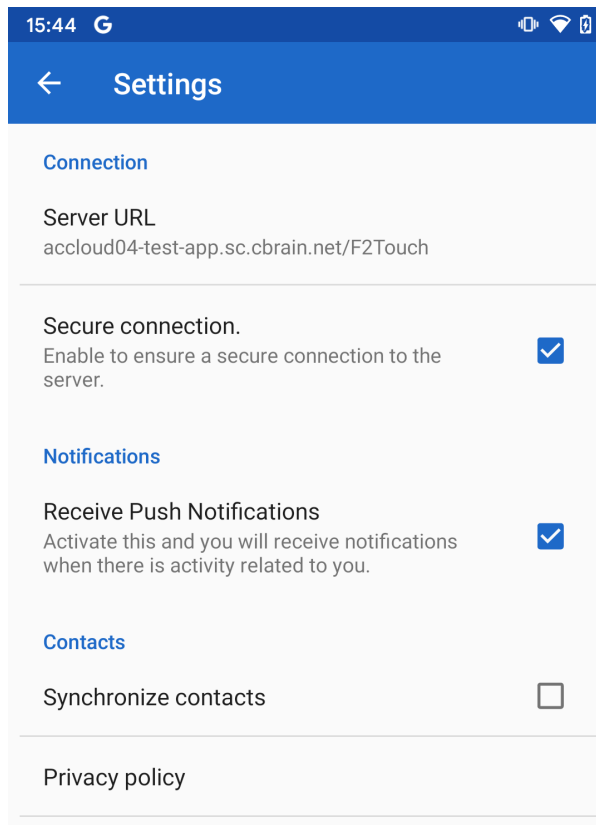 15:44 G
Settings
Connection
Server URL
accloud04-test-app.sc.cbrain.net/F2Touch
Secure connection.
Enable to ensure a secure connection to the
server.
Notifications
Receive Push Notifications
Activate this and you will receive notifications
when there is activity related to you.
Contacts
Synchronize contacts
Privacy policy